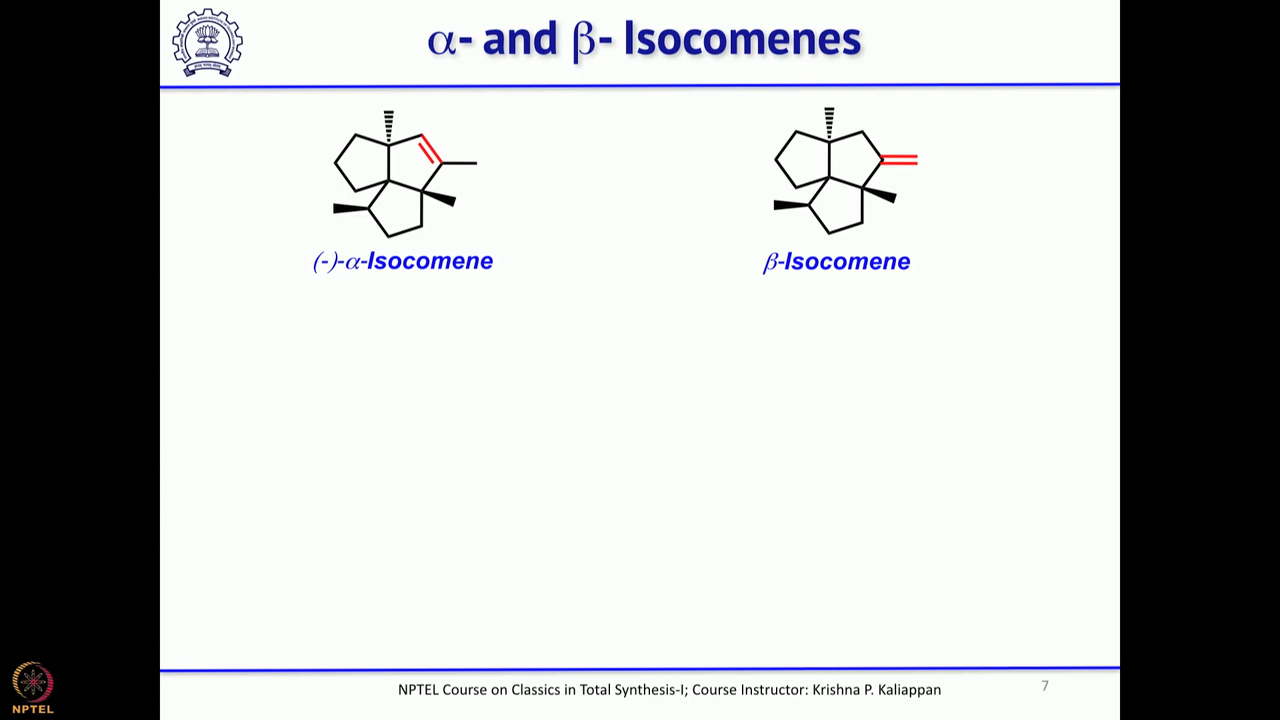 α- and β- Isocomenes
(-)-α-Isocomene
β-Isocomene
NPTEL Course on Classics in Total Synthesis-I; Course Instructor: Krishna P. Kaliappan
7
NPTEL